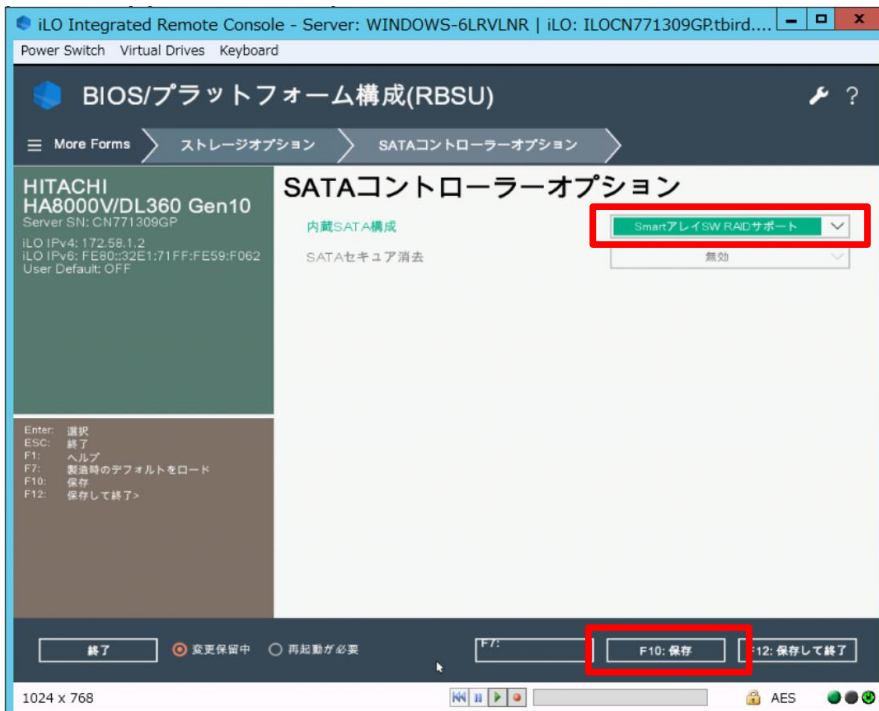 iLO Integrated Remote Console - Server: WINDOWS-6LRVLNR | iLO: ILOCN771309GP.tbird....
Power Switch Virtual Drives Keyboard
BIOS/プラットフォーム構成(RBSU)
?
More Forms
ストレージオプション
SATAコントローラーオプション
HITACHI
HA8000V/DL360 Gen10
Server SN: CN771309GP
iLO IPv4: 172.58.1.2
iLO IPv6: FE80::32E1:71FF:FE59:F062
User Default: OFF
SATAコントローラーオプション
内蔵SATA構成
SmartアレイSW RAIDサポート
SATAセキュア消去
無効
Enter: 選択
ESC: 終了
F1: ヘルプ
F7: 製造時のデフォルトをロード
F10: 保存
F12: 保存して終了>
終了
変更保留中
再起動が必要
F7:
F10: 保存
F12: 保存して終了
1024 x 768
AES